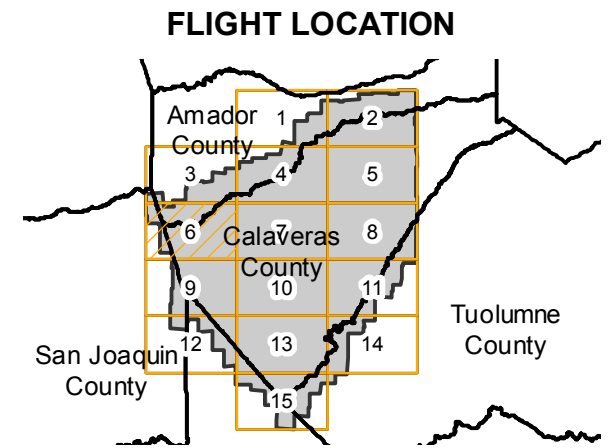 FLIGHT LOCATION
Amador
County
1
2
3
4
5
6
7
8
Calaveras
County
9
10
11
Tuolumne
County
San Joaquin
County
12
13
14
15